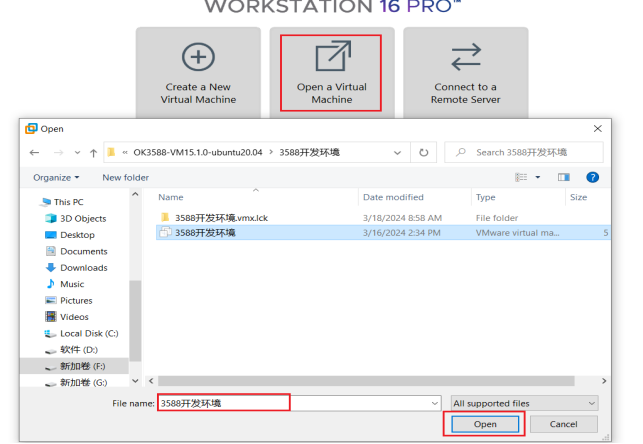 WORKSTATION 16 PRO™
Create a New
Virtual Machine
Open a Virtual
Machine
Connect to a
Remote Server
Open
« OK3588-VM15.1.0-ubuntu20.04 > 3588开发环境
Search 3588开发环境
Organize
New folder
Name
Date modified
Type
Size
This PC
3D Objects
Desktop
Documents
Downloads
Music
Pictures
Videos
Local Disk (C:)
软件 (D:)
新加卷 (F:)
新加卷 (G:)
3588开发环境.vmx.lck
3/18/2024 8:58 AM
File folder
3588开发环境
3/16/2024 2:34 PM
VMware virtual ma...
5
File name:
3588开发环境
All supported files
Open
Cancel